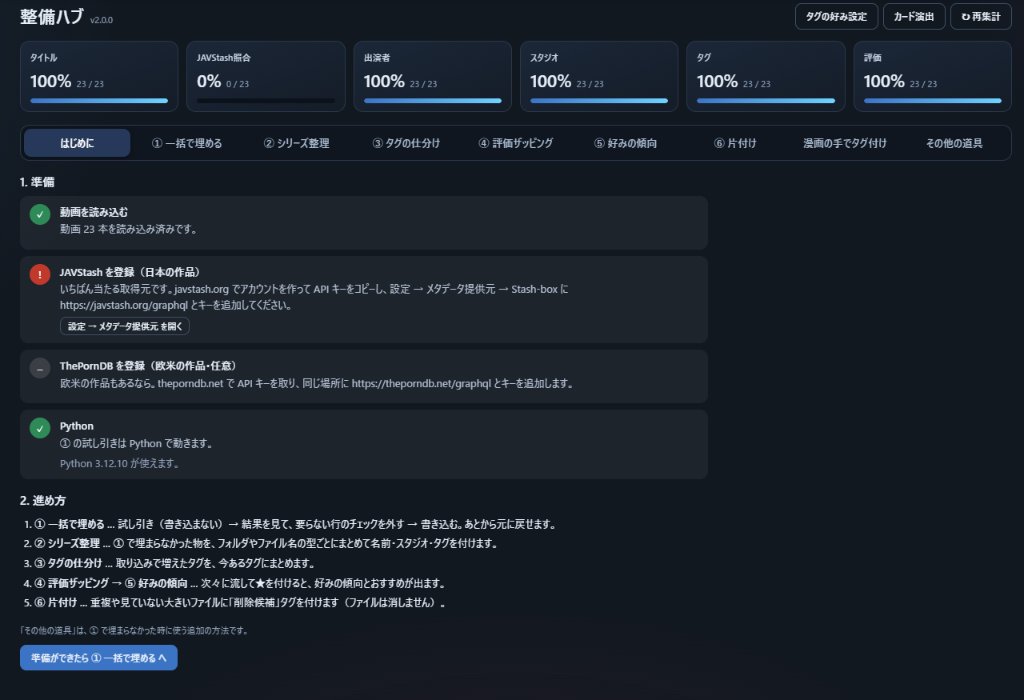 整備ハブ v2.0.0
タグの好み設定 カード演出 ↻ 再集計
タイトル
100% 23 / 23
JAVStash照合
0% 0 / 23
出演者
100% 23 / 23
スタジオ
100% 23 / 23
タグ
100% 23 / 23
評価
100% 23 / 23
はじめに ① 一括で埋める ② シリーズ整理 ③ タグの仕分け ④ 評価ザッピング ⑤ 好みの傾向 ⑥ 片付け 漫画の手でタグ付け その他の道具
1. 準備
動画を読み込む
動画 23 本を読み込み済みです。
JAVStash を登録（日本の作品）
いちばん当たる取得元です。javstash.org でアカウントを作って API キーをコピーし、設定 → メタデータ提供元 → Stash-box に
https://javstash.org/graphql とキーを追加してください。
設定 → メタデータ提供元 を開く
ThePornDB を登録（欧米の作品・任意）
欧米の作品もあるなら。theporndb.net で API キーを取り、同じ場所に https://theporndb.net/graphql とキーを追加します。
Python
① の試し引きは Python で動きます。
Python 3.12.10 が使えます。
2. 進め方
1. ① 一括で埋める … 試し引き（書き込まない）→ 結果を見て、要らない行のチェックを外す → 書き込む。あとから元に戻せます。
2. ② シリーズ整理 … ① で埋まらなかった物を、フォルダやファイル名の型ごとにまとめて名前・スタジオ・タグを付けます。
3. ③ タグの仕分け … 取り込みで増えたタグを、今あるタグにまとめます。
4. ④ 評価ザッピング → ⑤ 好みの傾向 … 次々に流して★を付けると、好みの傾向とおすすめが出ます。
5. ⑥ 片付け … 重複や見ていない大きいファイルに「削除候補」タグを付けます（ファイルは消しません）。
「その他の道具」は、① で埋まらなかった時に使う追加の方法です。
準備ができたら ① 一括で埋める へ